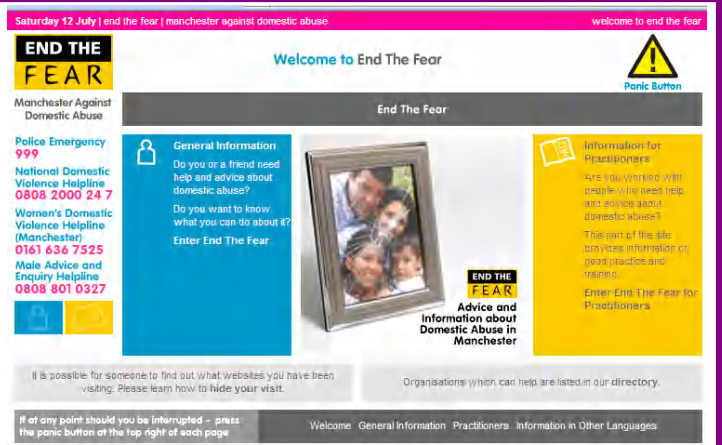 Saturday 12 July | end the fear | manchester against domestic abuse
welcome to end the fear
END THE
FEAR
Manchester Against
Domestic Abuse
Welcome to End The Fear
Panic Button
End The Fear
Police Emergency
999
National Domestic
Violence Helpline
0808 2000 24 7
Women's Domestic
Violence Helpline
(Manchester)
0161 636 7525
Male Advice and
Enquiry Helpline
0808 801 0327
General Information
Do you or a friend need
help and advice about
domestic abuse?
Do you want to know
what you can do about it?
Enter End The Fear
END THE
FEAR
Advice and
Information about
Domestic Abuse in
Manchester
Information for
Practitioners
Are you working with
people who need help
and advice about
domestic abuse?
This part of the site
provides information on
good practice and
training.
Enter End The Fear for
Practitioners
It is possible for someone to find out what websites you have been
visiting. Please learn how to hide your visit.
Organisations which can help are listed in our directory.
If at any point should you be interrupted - press
the panic button at the top right of each page
Welcome General Information Practitioners Information in Other Languages